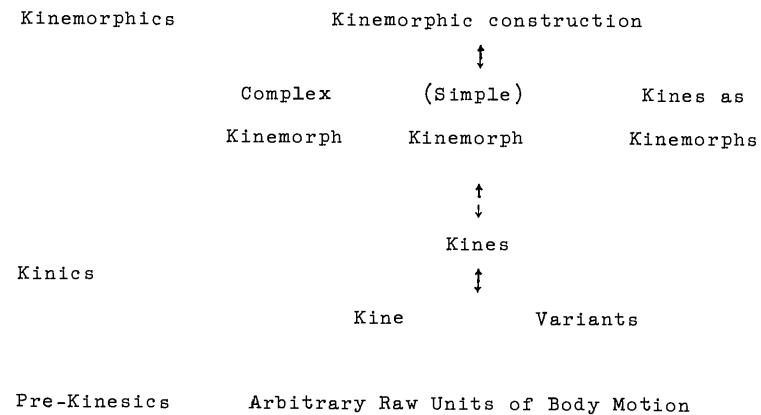 Kinemorphics Kinemorphic construction
Complex (Simple) Kines as
Kinemorph Kinemorph Kinemorphs
Kines
Kinics
Kine Variants
Pre-Kinesics Arbitrary Raw Units of Body Motion